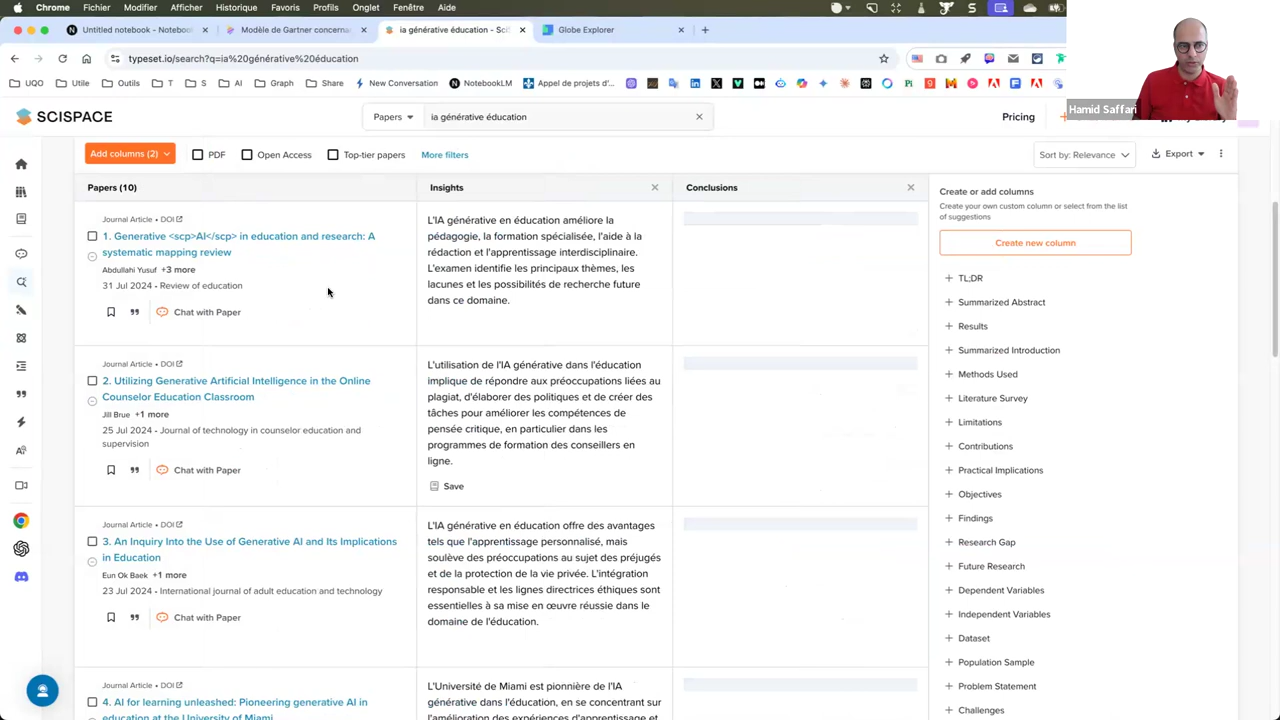 Chrome Fichier Modifier Afficher Historique Favoris Profils Onglet Fenêtre Aide
Untitled notebook - Notebook
Modèle de Gartner concernan
ia générative éducation - Sci
Globe Explorer
typeset.io/search?q=ia%20générative%20éducation
UQO Utile Outils T S AI Graph Share New Conversation NotebookLM Appel de projets d'...
Hamid Saffari
SCISPACE
Papers
ia générative éducation
Pricing
Add columns (2)
PDF
Open Access
Top-tier papers
More filters
Sort by: Relevance
Export
Papers (10)
Insights
Conclusions
Journal Article • DOI
1. Generative <scp>AI</scp> in education and research: A
systematic mapping review
Abdullahi Yusuf +3 more
31 Jul 2024 - Review of education
Chat with Paper
L'IA générative en éducation améliore la
pédagogie, la formation spécialisée, l'aide à la
rédaction et l'apprentissage interdisciplinaire.
L'examen identifie les principaux thèmes, les
lacunes et les possibilités de recherche future
dans ce domaine.
Journal Article • DOI
2. Utilizing Generative Artificial Intelligence in the Online
Counselor Education Classroom
Jill Brue +1 more
25 Jul 2024 - Journal of technology in counselor education and
supervision
Chat with Paper
L'utilisation de l'IA générative dans l'éducation
implique de répondre aux préoccupations liées au
plagiat, d'élaborer des politiques et de créer des
tâches pour améliorer les compétences de
pensée critique, en particulier dans les
programmes de formation des conseillers en
ligne.
Save
Journal Article • DOI
3. An Inquiry Into the Use of Generative AI and Its Implications
in Education
Eun Ok Baek +1 more
23 Jul 2024 - International journal of adult education and technology
Chat with Paper
L'IA générative en éducation offre des avantages
tels que l'apprentissage personnalisé, mais
soulève des préoccupations au sujet des préjugés
et de la protection de la vie privée. L'intégration
responsable et les lignes directrices éthiques sont
essentielles à sa mise en œuvre réussie dans le
domaine de l'éducation.
Journal Article • DOI
4. AI for learning unleashed: Pioneering generative AI in
education at the University of Miami
L'Université de Miami est pionnière de l'IA
générative dans l'éducation, en se concentrant sur
l'amélioration des expériences d'apprentissage et
Create or add columns
Create your own custom column or select from the list
of suggestions
Create new column
TL;DR
Summarized Abstract
Results
Summarized Introduction
Methods Used
Literature Survey
Limitations
Contributions
Practical Implications
Objectives
Findings
Research Gap
Future Research
Dependent Variables
Independent Variables
Dataset
Population Sample
Problem Statement
Challenges